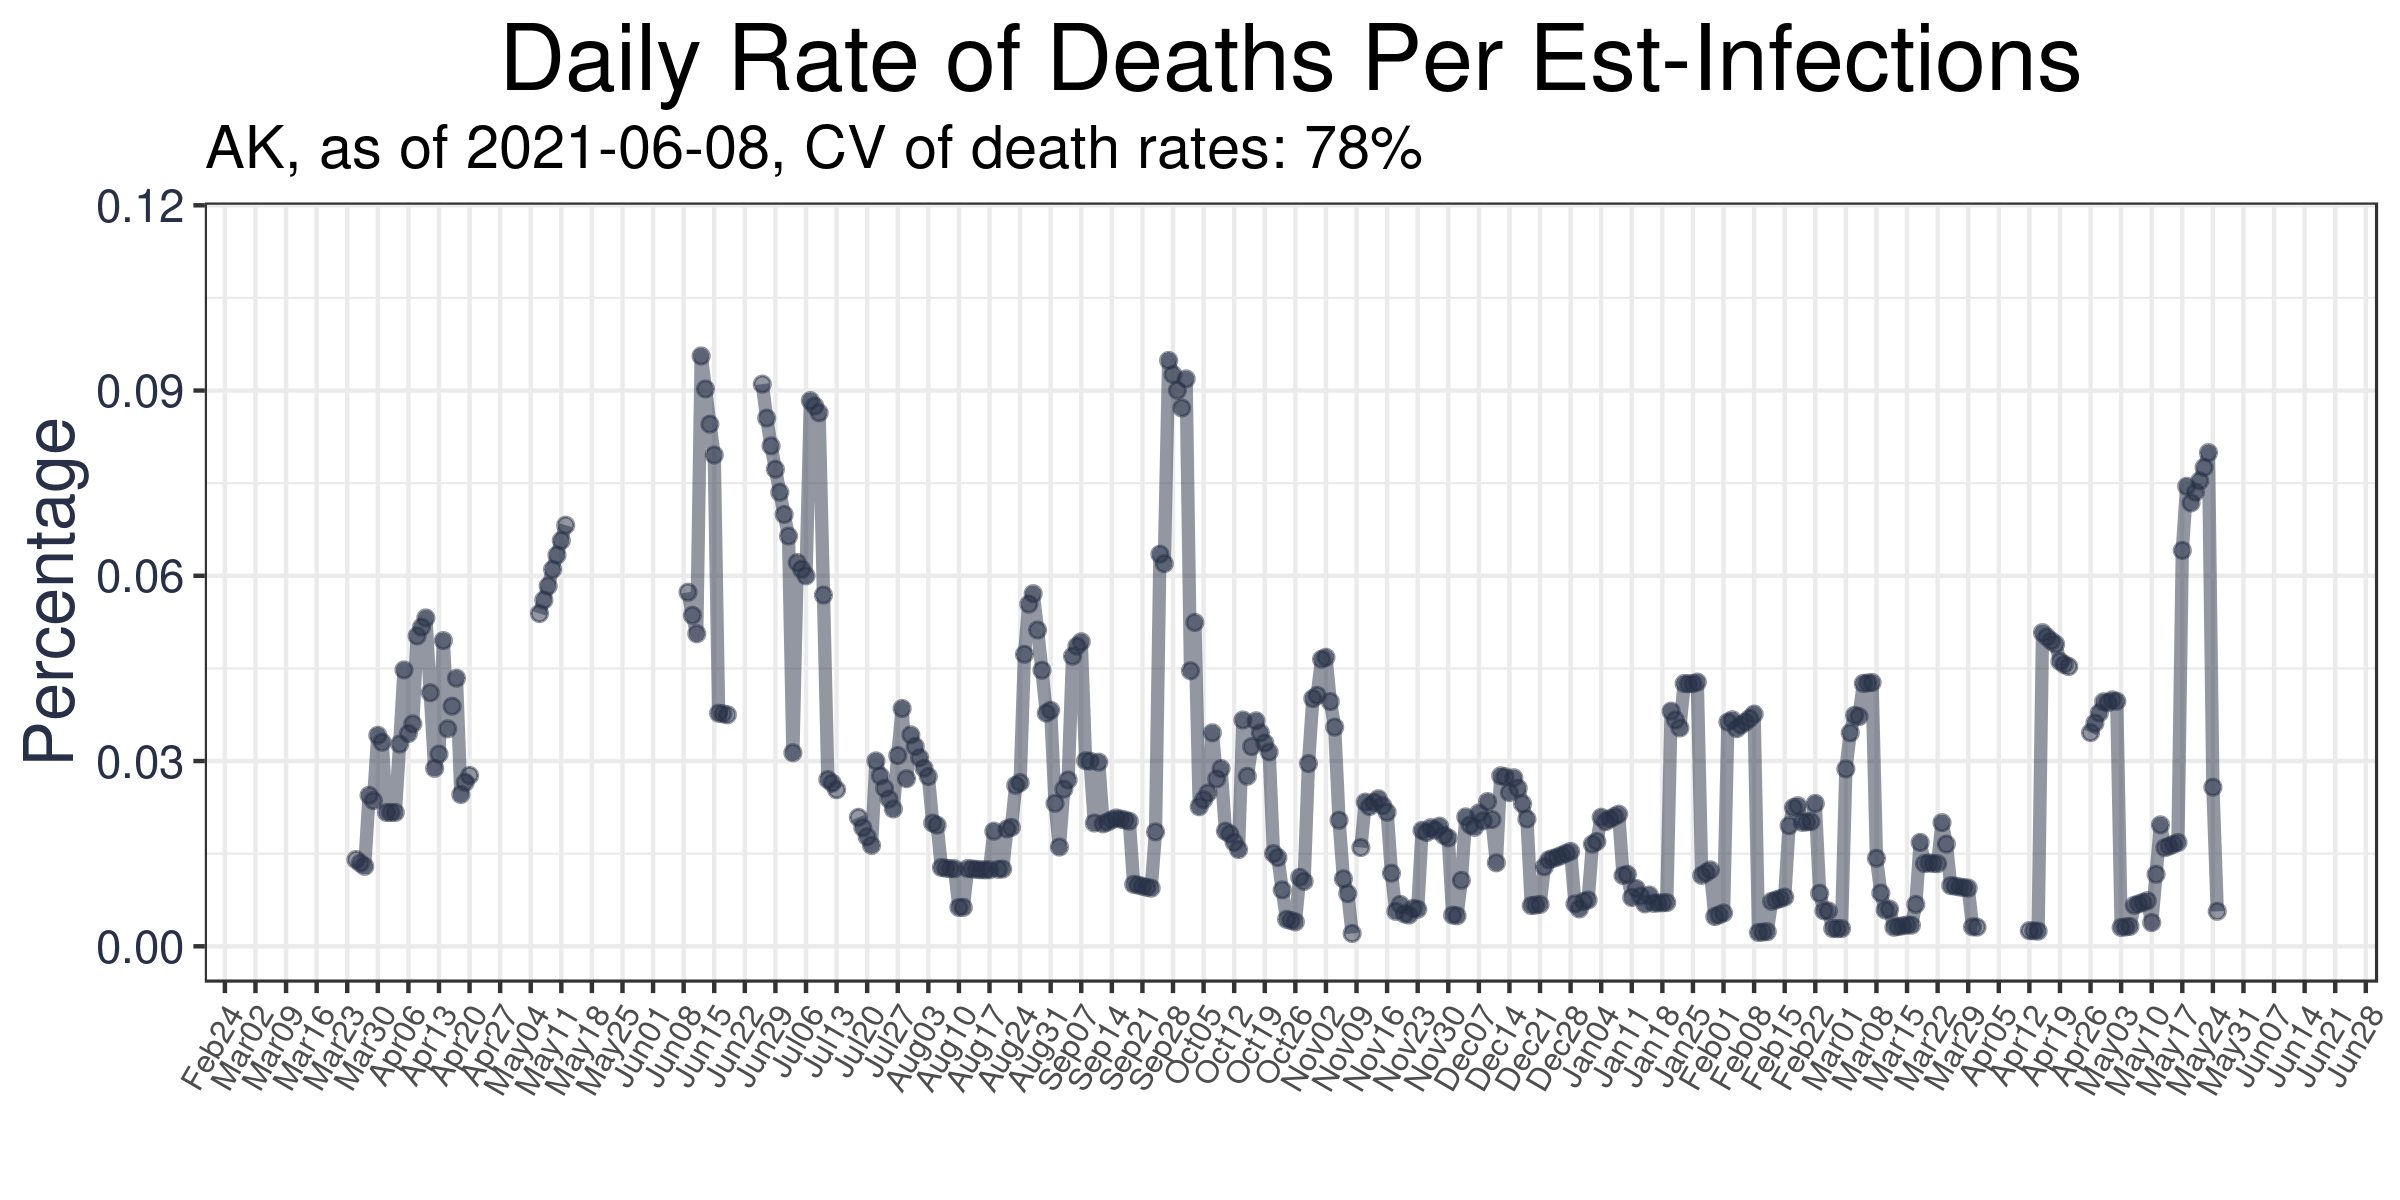 Daily Rate of Deaths Per Est-Infections
AK, as of 2021-06-08, CV of death rates: 78%
Percentage
0.12
0.09
0.06
0.03
0.00
Feb24
Mar02
Mar09
Mar16
Mar23
Mar30
Apr06
Apr13
Apr20
Apr27
May04
May11
May18
May25
Jun01
Jun08
Jun15
Jun22
Jun29
Jul06
Jul13
Jul20
Jul27
Aug03
Aug10
Aug17
Aug24
Aug31
Sep07
Sep14
Sep21
Sep28
Oct05
Oct12
Oct19
Oct26
Nov02
Nov09
Nov16
Nov23
Nov30
Dec07
Dec14
Dec21
Dec28
Jan04
Jan11
Jan18
Jan25
Feb01
Feb08
Feb15
Feb22
Mar01
Mar08
Mar15
Mar22
Mar29
Apr05
Apr12
Apr19
Apr26
May03
May10
May17
May24
May31
Jun07
Jun14
Jun21
Jun28